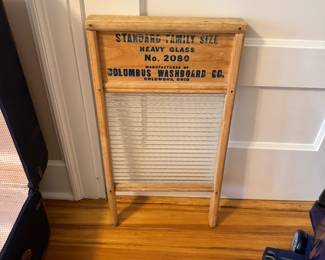 STANDARD FAMILY SIZE
HEAVY GLASS
No. 2080
MANUFACTURED BY
COLUMBUS WASHBOARD CO.
COLUMBUS, OHIO